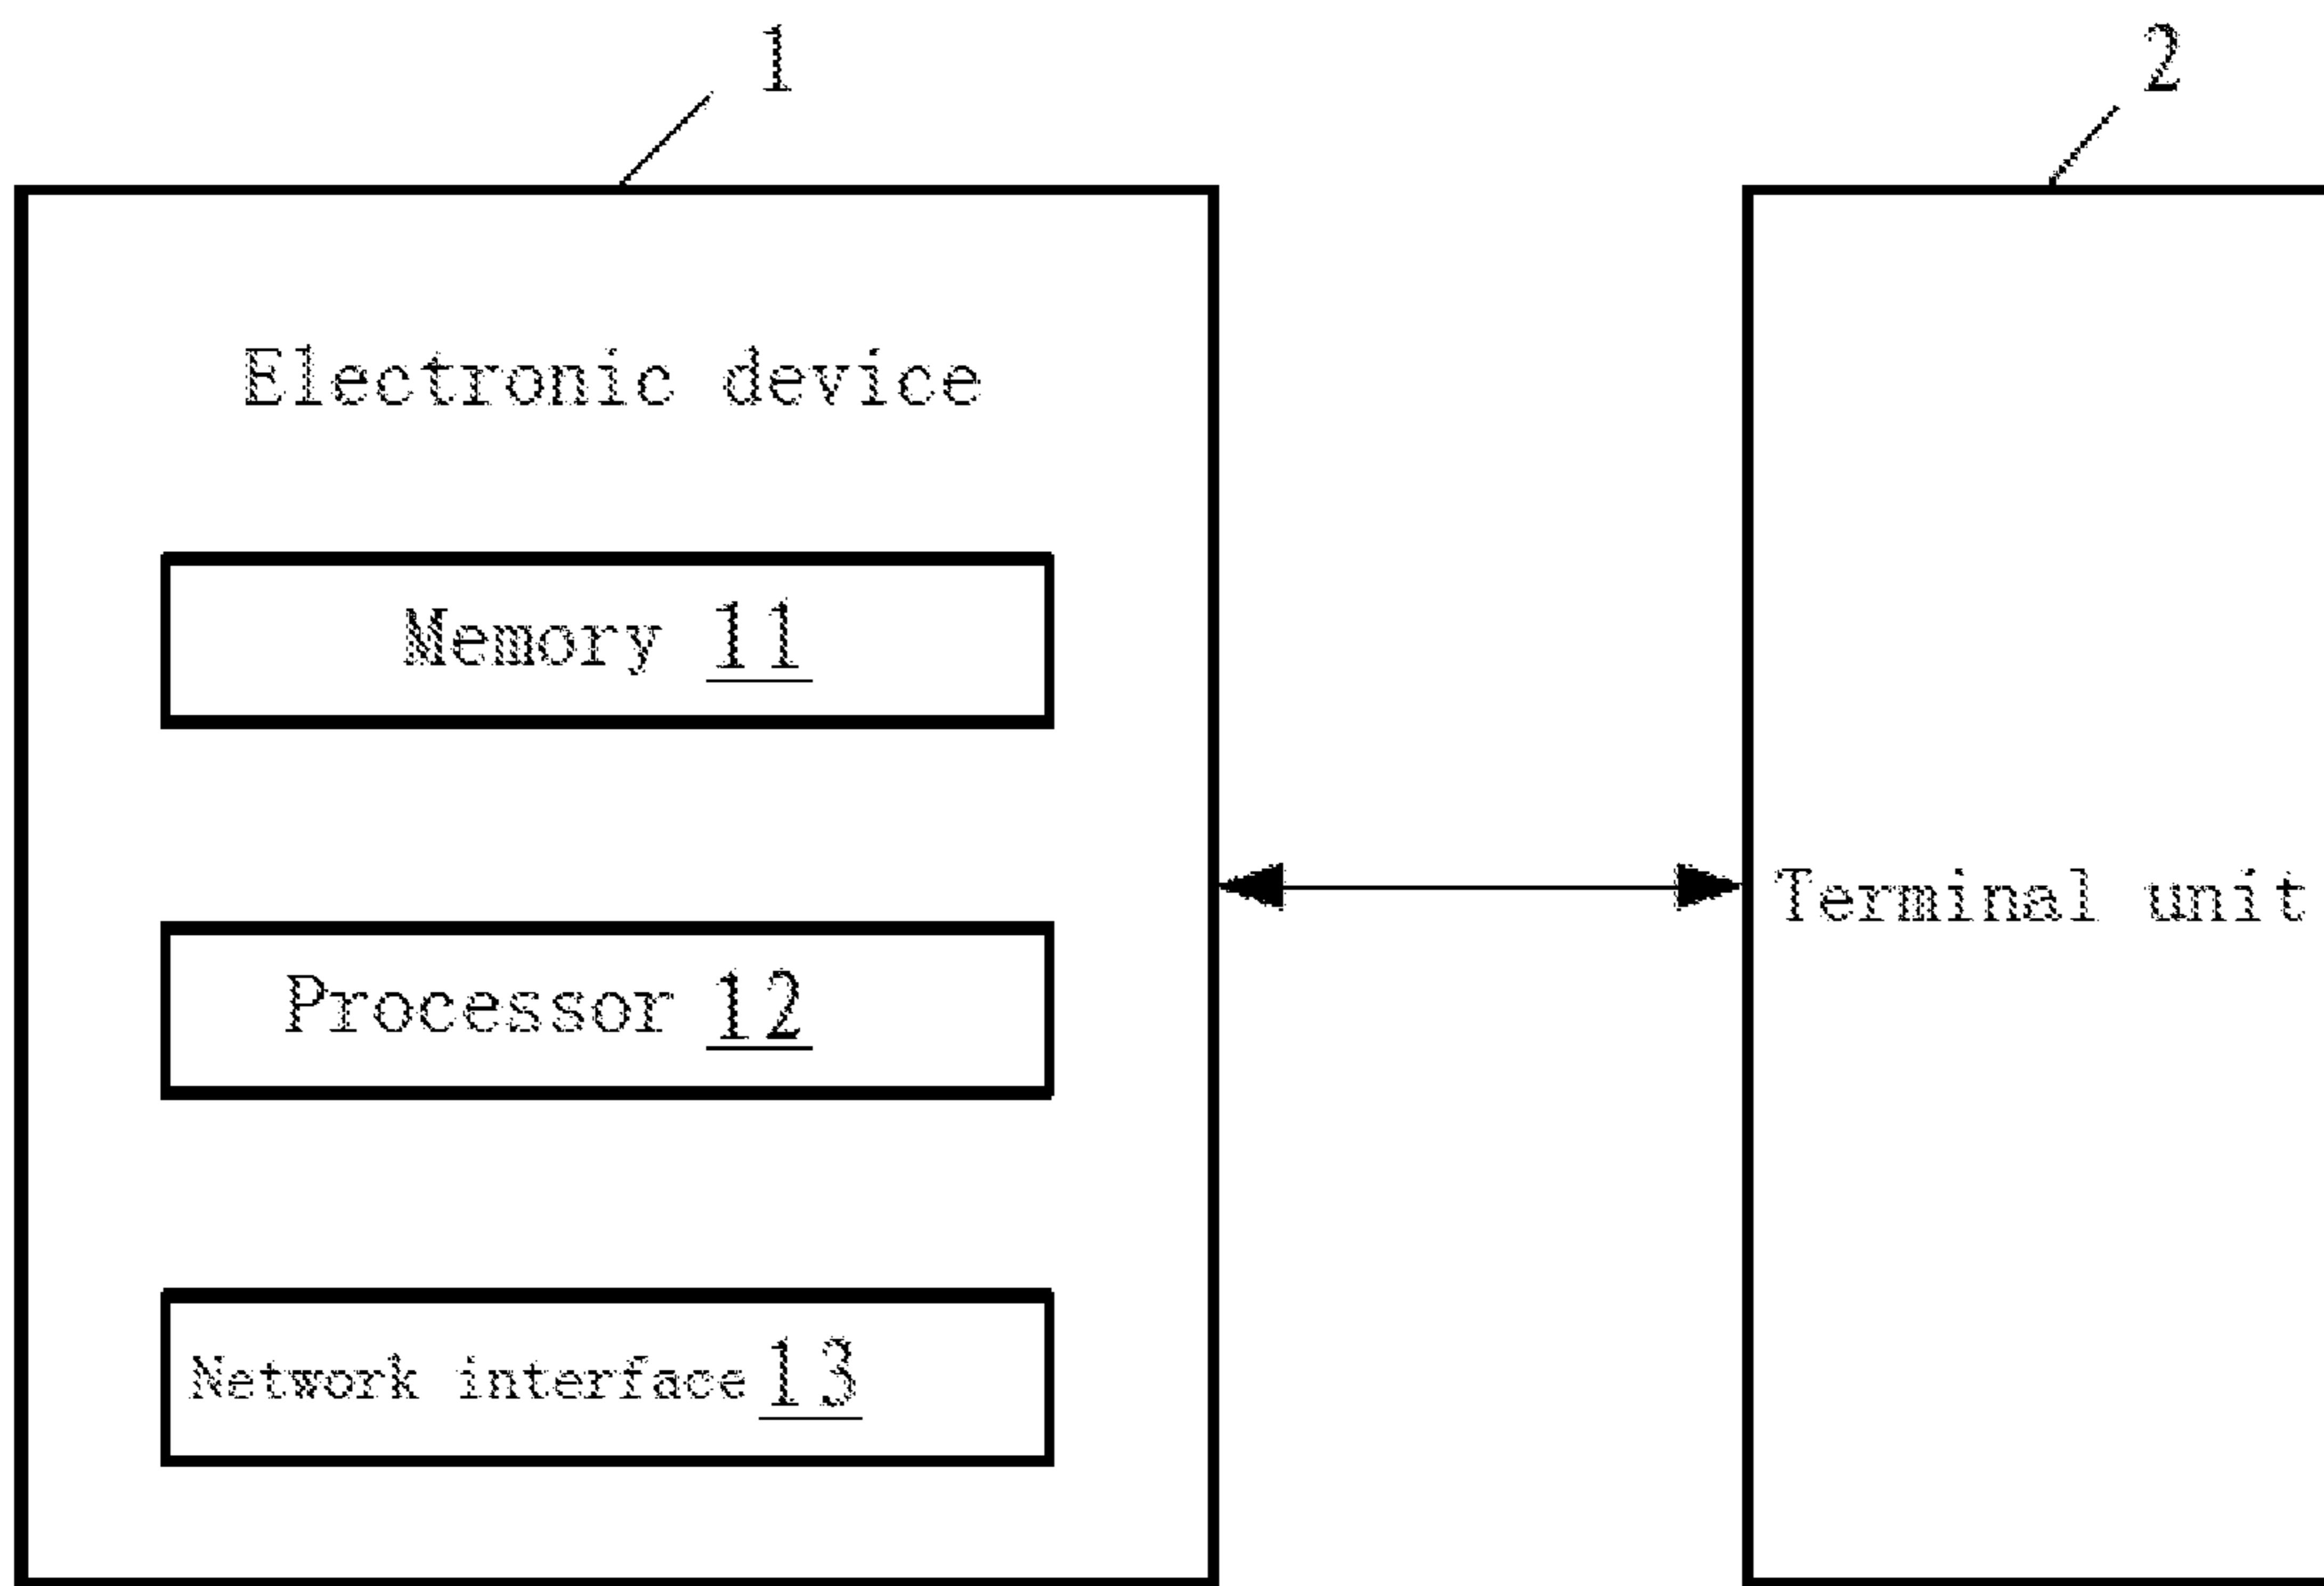 1
2
Electronic device
Memory 11
Processor 12
Network interface 13
Terminal unit